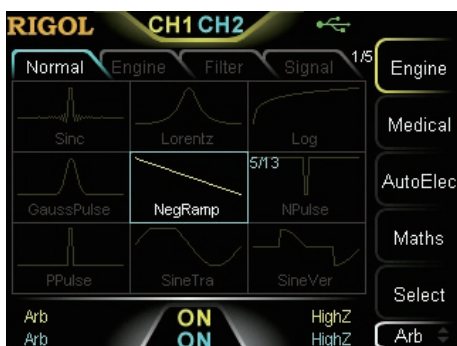 RIGOL CH1 CH2
Normal Engine Filter Signal 1/5
Engine
Sinc Lorentz Log
Medical
5/13
AutoElec
GaussPulse NegRamp NPulse
Maths
PPulse SineTra SineVer
Select
Arb ON HighZ
Arb ON HighZ
Arb